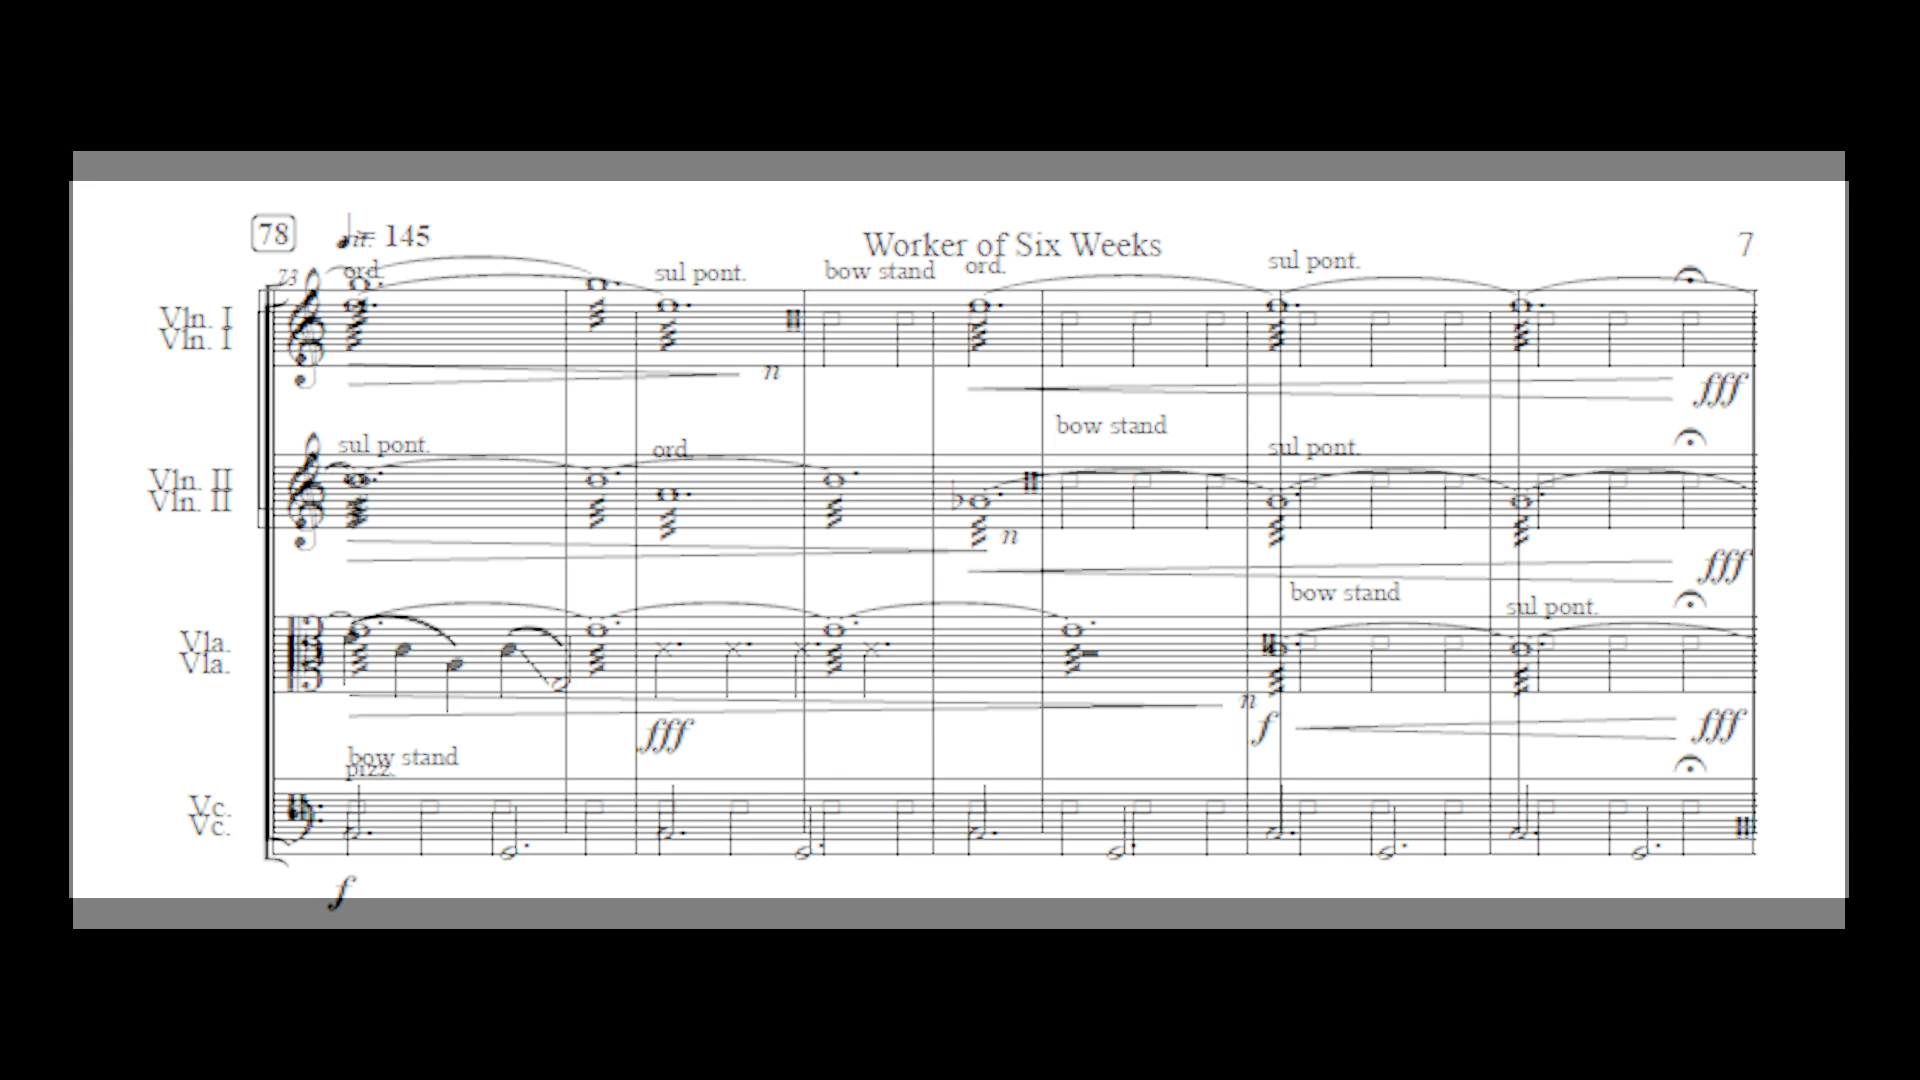 78 = 145
Worker of Six Weeks 7
73 ord. sul pont. bow stand ord. sul pont.
Vln. I
Vln. I
n fff
bow stand
sul pont. ord. sul pont.
Vln. II
Vln. II
n
fff
bow stand
sul pont.
Vla.
Vla.
n
fff f fff
bow stand
pizz.
Vc.
Vc.
f